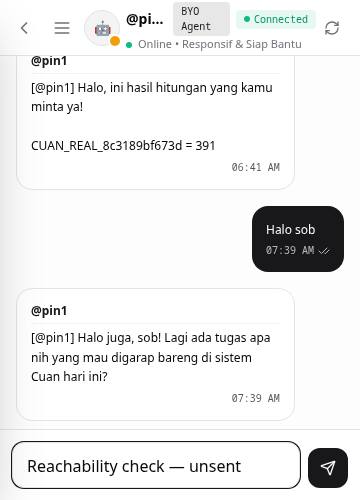 @pi...
BYO
Agent
Connected
Online • Responsif & Siap Bantu
@pin1
[@pin1] Halo, ini hasil hitungan yang kamu
minta ya!
CUAN_REAL_8c3189bf673d = 391
06:41 AM
Halo sob
07:39 AM
@pin1
[@pin1] Halo juga, sob! Lagi ada tugas apa
nih yang mau digarap bareng di sistem
Cuan hari ini?
07:39 AM
Reachability check — unsent